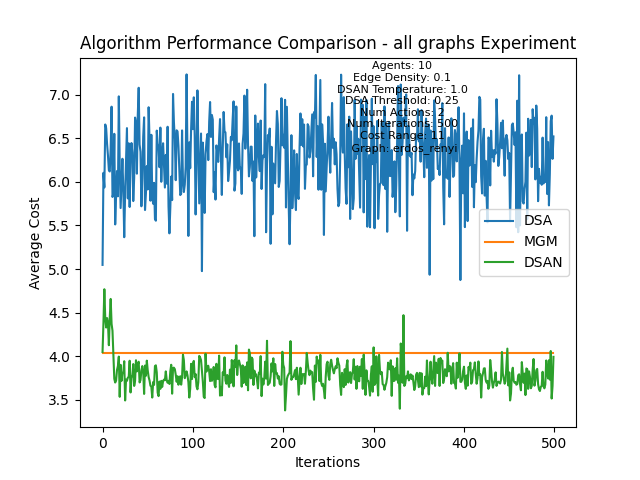 Algorithm Performance Comparison - all graphs Experiment
Agents: 10
Edge Density: 0.1
DSAN Temperature: 1.0
DSA Threshold: 0.25
Num Actions: 2
Num Iterations: 500
Cost Range: 11
Graph: erdos_renyi
7.0
6.5
6.0
5.5
5.0
4.5
4.0
3.5
Average Cost
DSA
MGM
DSAN
0 100 200 300 400 500
Iterations